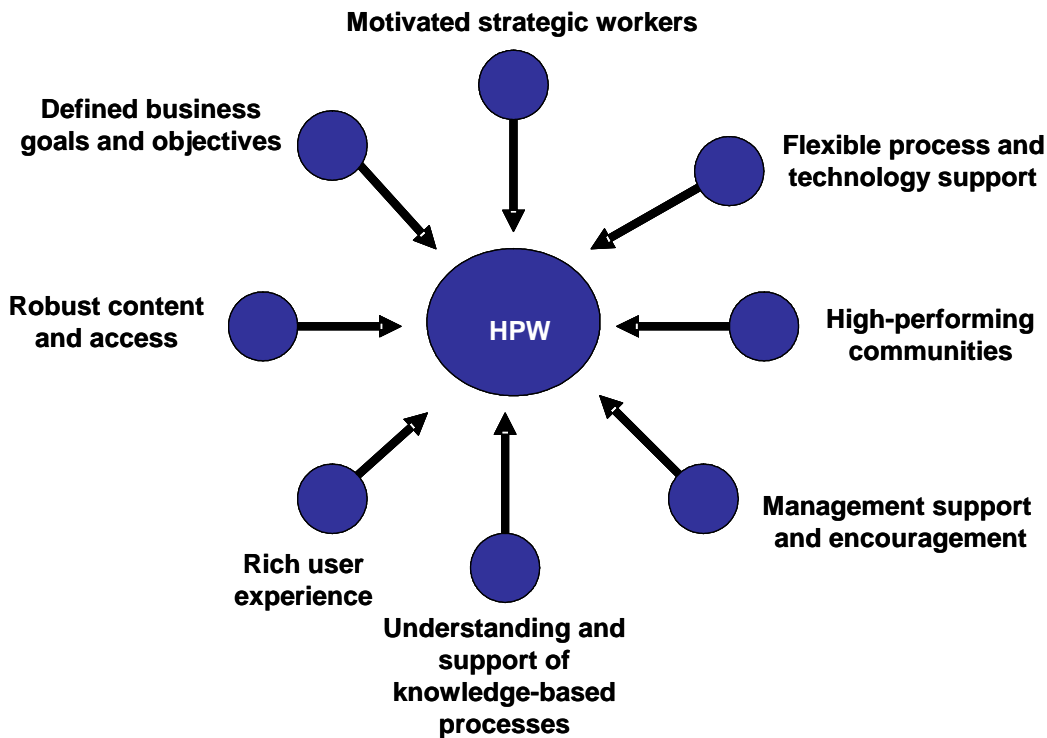 Motivated strategic workers
Defined business
goals and objectives
Flexible process and
technology support
Robust content
and access
HPW
High-performing
communities
Management support
and encouragement
Rich user
experience
Understanding and
support of
knowledge-based
processes